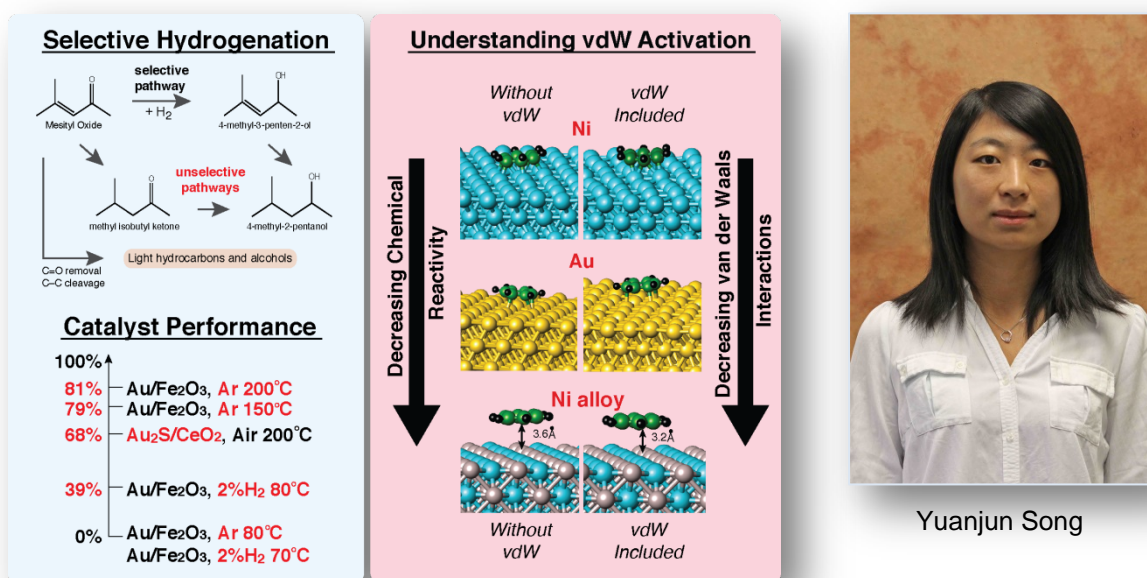 Selective Hydrogenation
O
OH
selective
pathway
+ H2
Mesityl Oxide
4-methyl-3-penten-2-ol
O
OH
unselective
pathways
methyl isobutyl ketone
4-methyl-2-pentanol
C=O removal
C–C cleavage
Light hydrocarbons and alcohols
Catalyst Performance
100%
81% Au/Fe2O3, Ar 200°C
79% Au/Fe2O3, Ar 150°C
68% Au2S/CeO2, Air 200°C
39% Au/Fe2O3, 2%H2 80°C
0% Au/Fe2O3, Ar 80°C
Au/Fe2O3, 2%H2 70°C
Understanding vdW Activation
Without
vdW
vdW
Included
Ni
Au
Ni alloy
3.6Å
3.2Å
Without
vdW
vdW
Included
Decreasing Chemical
Reactivity
Decreasing van der Waals
Interactions
Yuanjun Song